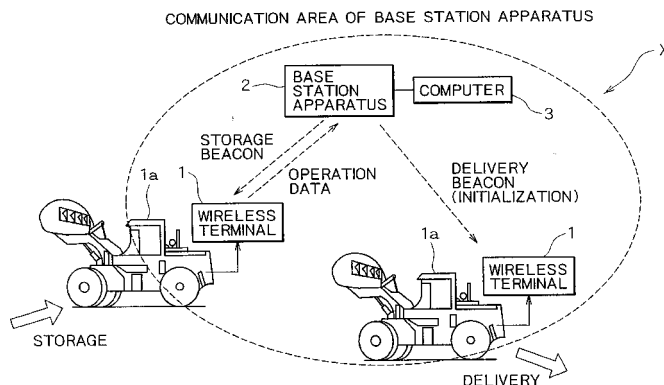 COMMUNICATION AREA OF BASE STATION APPARATUS
X
2
BASE
STATION
APPARATUS
COMPUTER
3
STORAGE
BEACON
OPERATION
DATA
DELIVERY
BEACON
(INITIALIZATION)
1
1a
WIRELESS
TERMINAL
1a
1
WIRELESS
TERMINAL
STORAGE
DELIVERY